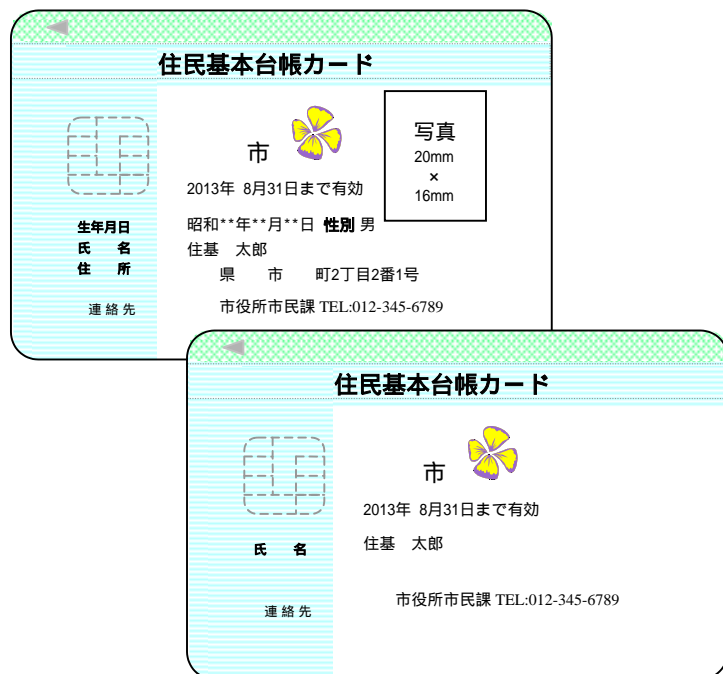 住民基本台帳カード
市
写真
20mm
×
16mm
2013年 8月31日まで有効
生年月日 昭和**年**月**日 性別 男
氏 名 住基 太郎
住 所 県 市 町2丁目2番1号
連絡先 市役所市民課 TEL:012-345-6789
住民基本台帳カード
市
2013年 8月31日まで有効
氏 名 住基 太郎
連絡先 市役所市民課 TEL:012-345-6789